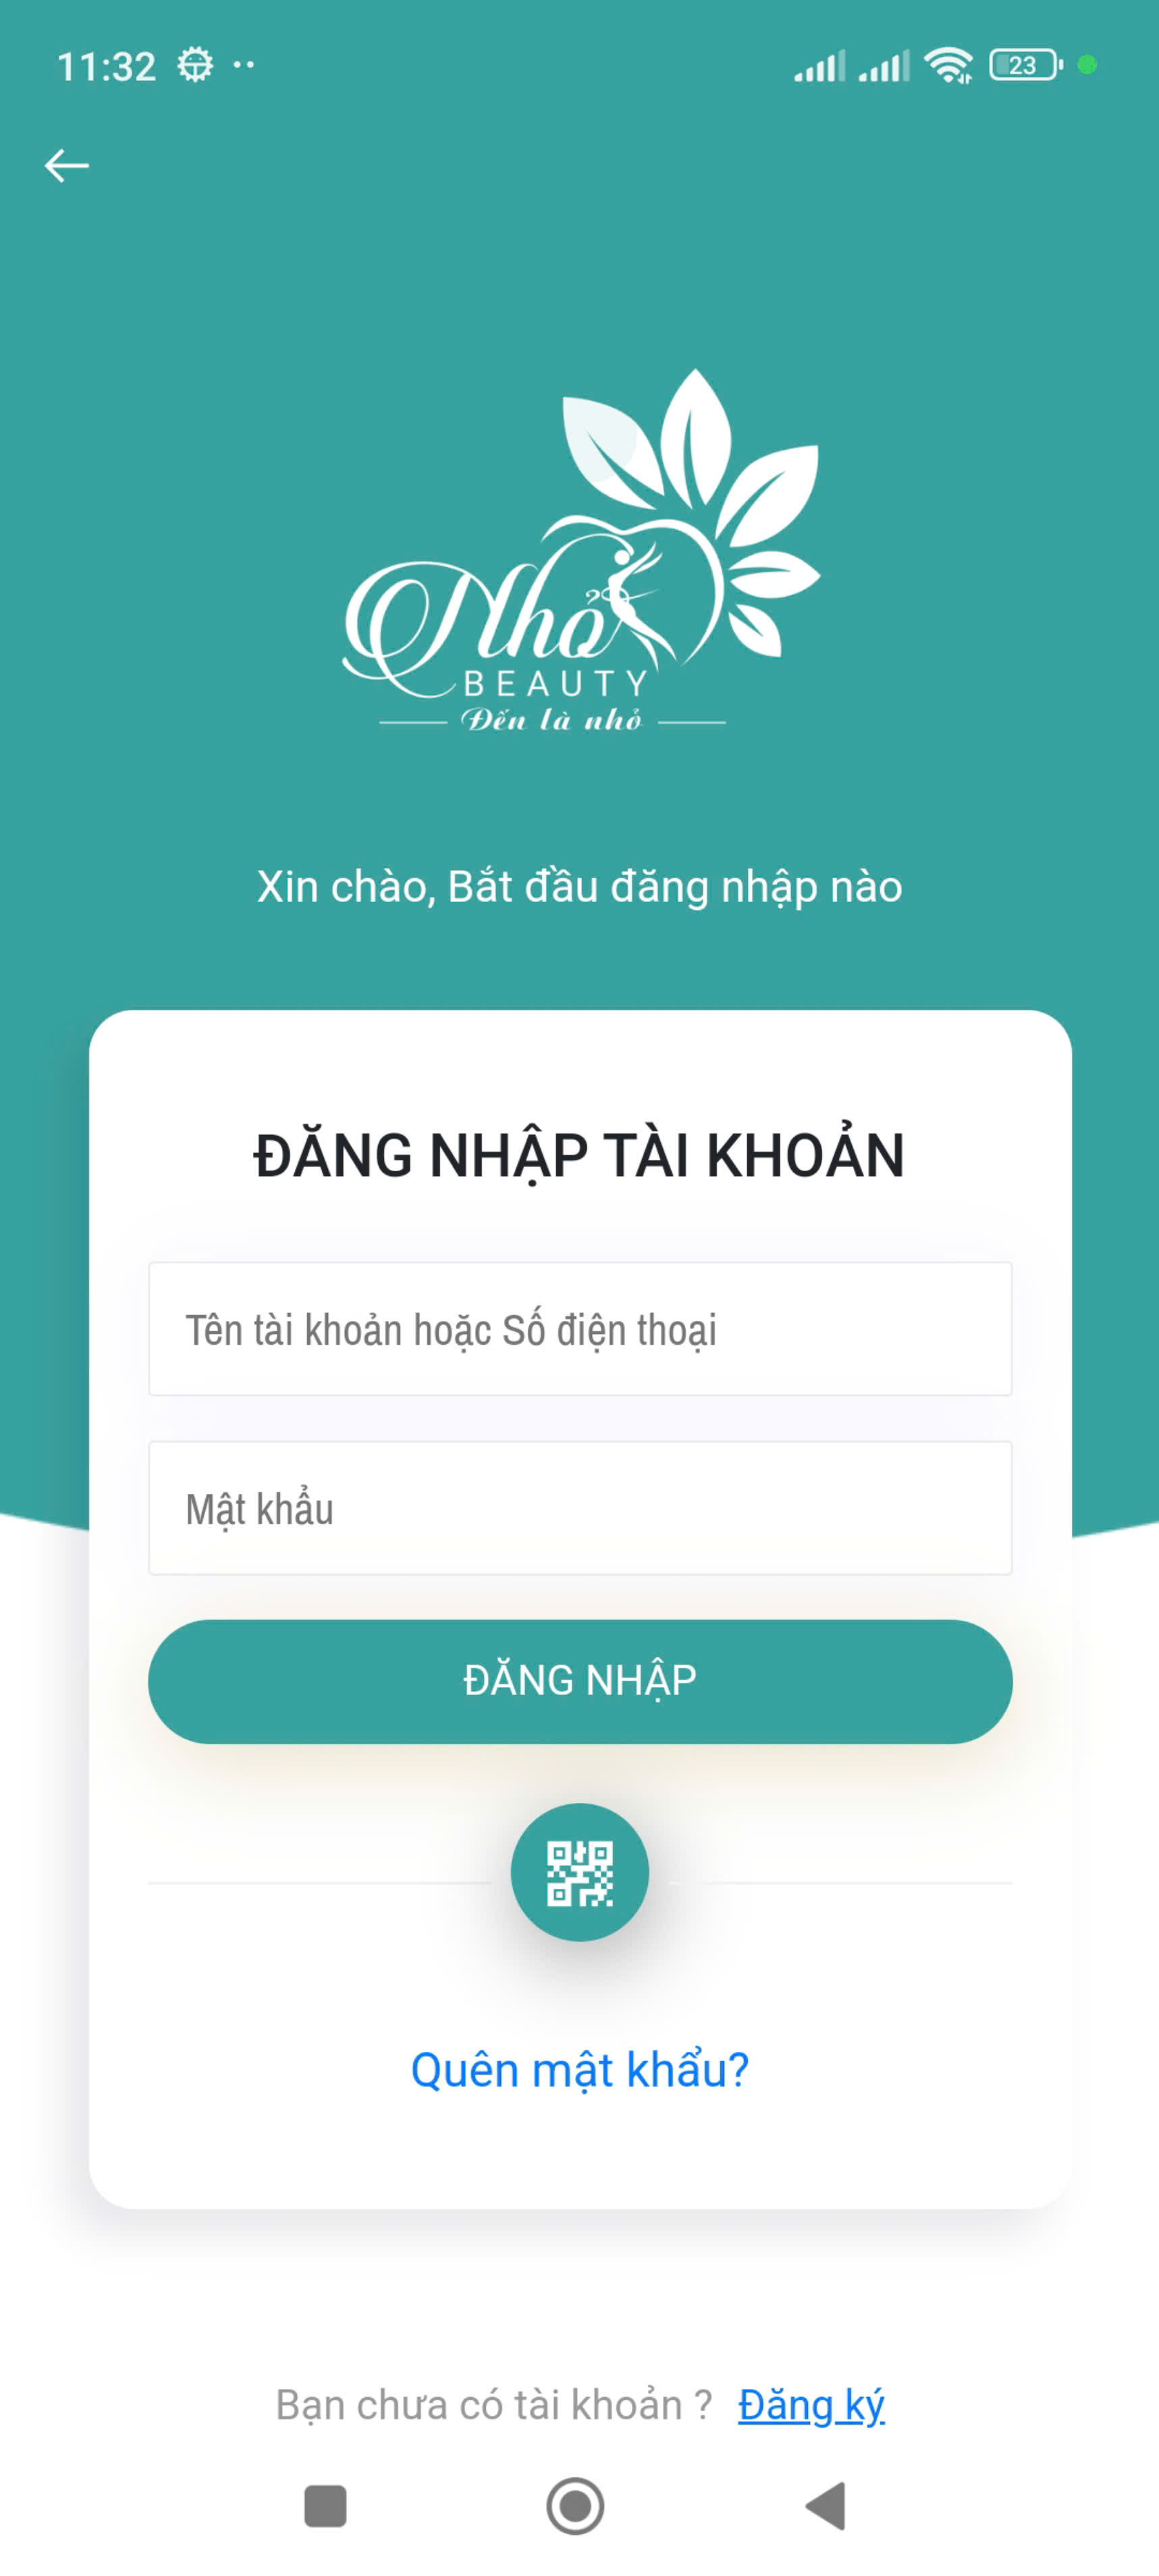 11:32
23
Nhỏ
BEAUTY
Đến là nhỏ
Xin chào, Bắt đầu đăng nhập nào
ĐĂNG NHẬP TÀI KHOẢN
Tên tài khoản hoặc Số điện thoại
Mật khẩu
ĐĂNG NHẬP
Quên mật khẩu?
Bạn chưa có tài khoản ? Đăng ký